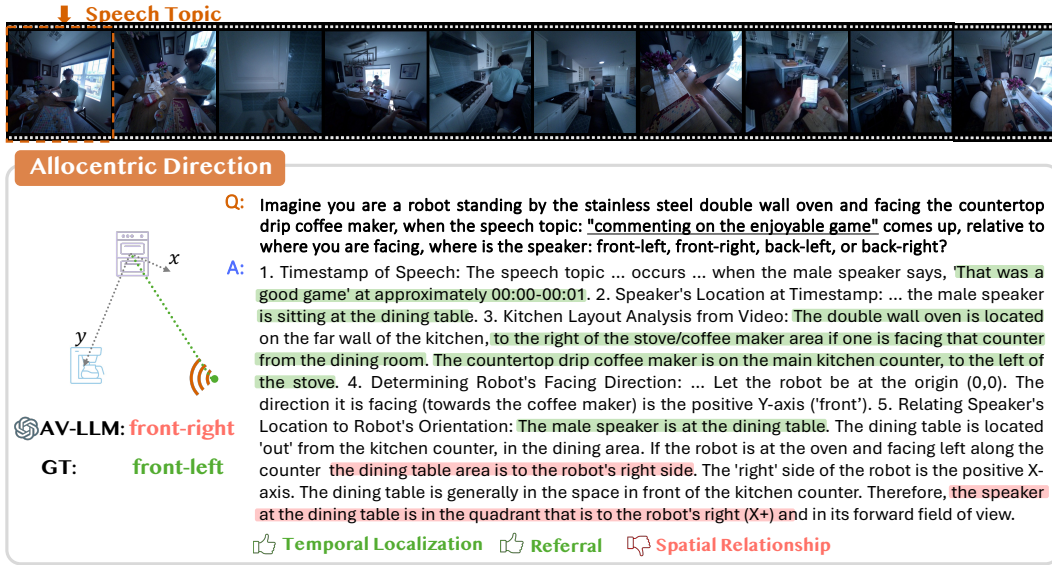 Speech Topic
Allocentric Direction
Q: Imagine you are a robot standing by the stainless steel double wall oven and facing the countertop
drip coffee maker, when the speech topic: "commenting on the enjoyable game" comes up, relative to
where you are facing, where is the speaker: front-left, front-right, back-left, or back-right?
A: 1. Timestamp of Speech: The speech topic ... occurs ... when the male speaker says, 'That was a
good game' at approximately 00:00-00:01. 2. Speaker's Location at Timestamp: ... the male speaker
is sitting at the dining table. 3. Kitchen Layout Analysis from Video: The double wall oven is located
on the far wall of the kitchen, to the right of the stove/coffee maker area if one is facing that counter
from the dining room. The countertop drip coffee maker is on the main kitchen counter, to the left of
the stove. 4. Determining Robot's Facing Direction: ... Let the robot be at the origin (0,0). The
direction it is facing (towards the coffee maker) is the positive Y-axis ('front'). 5. Relating Speaker's
Location to Robot's Orientation: The male speaker is at the dining table. The dining table is located
'out' from the kitchen counter, in the dining area. If the robot is at the oven and facing left along the
counter the dining table area is to the robot's right side. The 'right' side of the robot is the positive X-
axis. The dining table is generally in the space in front of the kitchen counter. Therefore, the speaker
at the dining table is in the quadrant that is to the robot's right (X+) and in its forward field of view.
x
y
AV-LLM: front-right
GT: front-left
Temporal Localization Referral Spatial Relationship